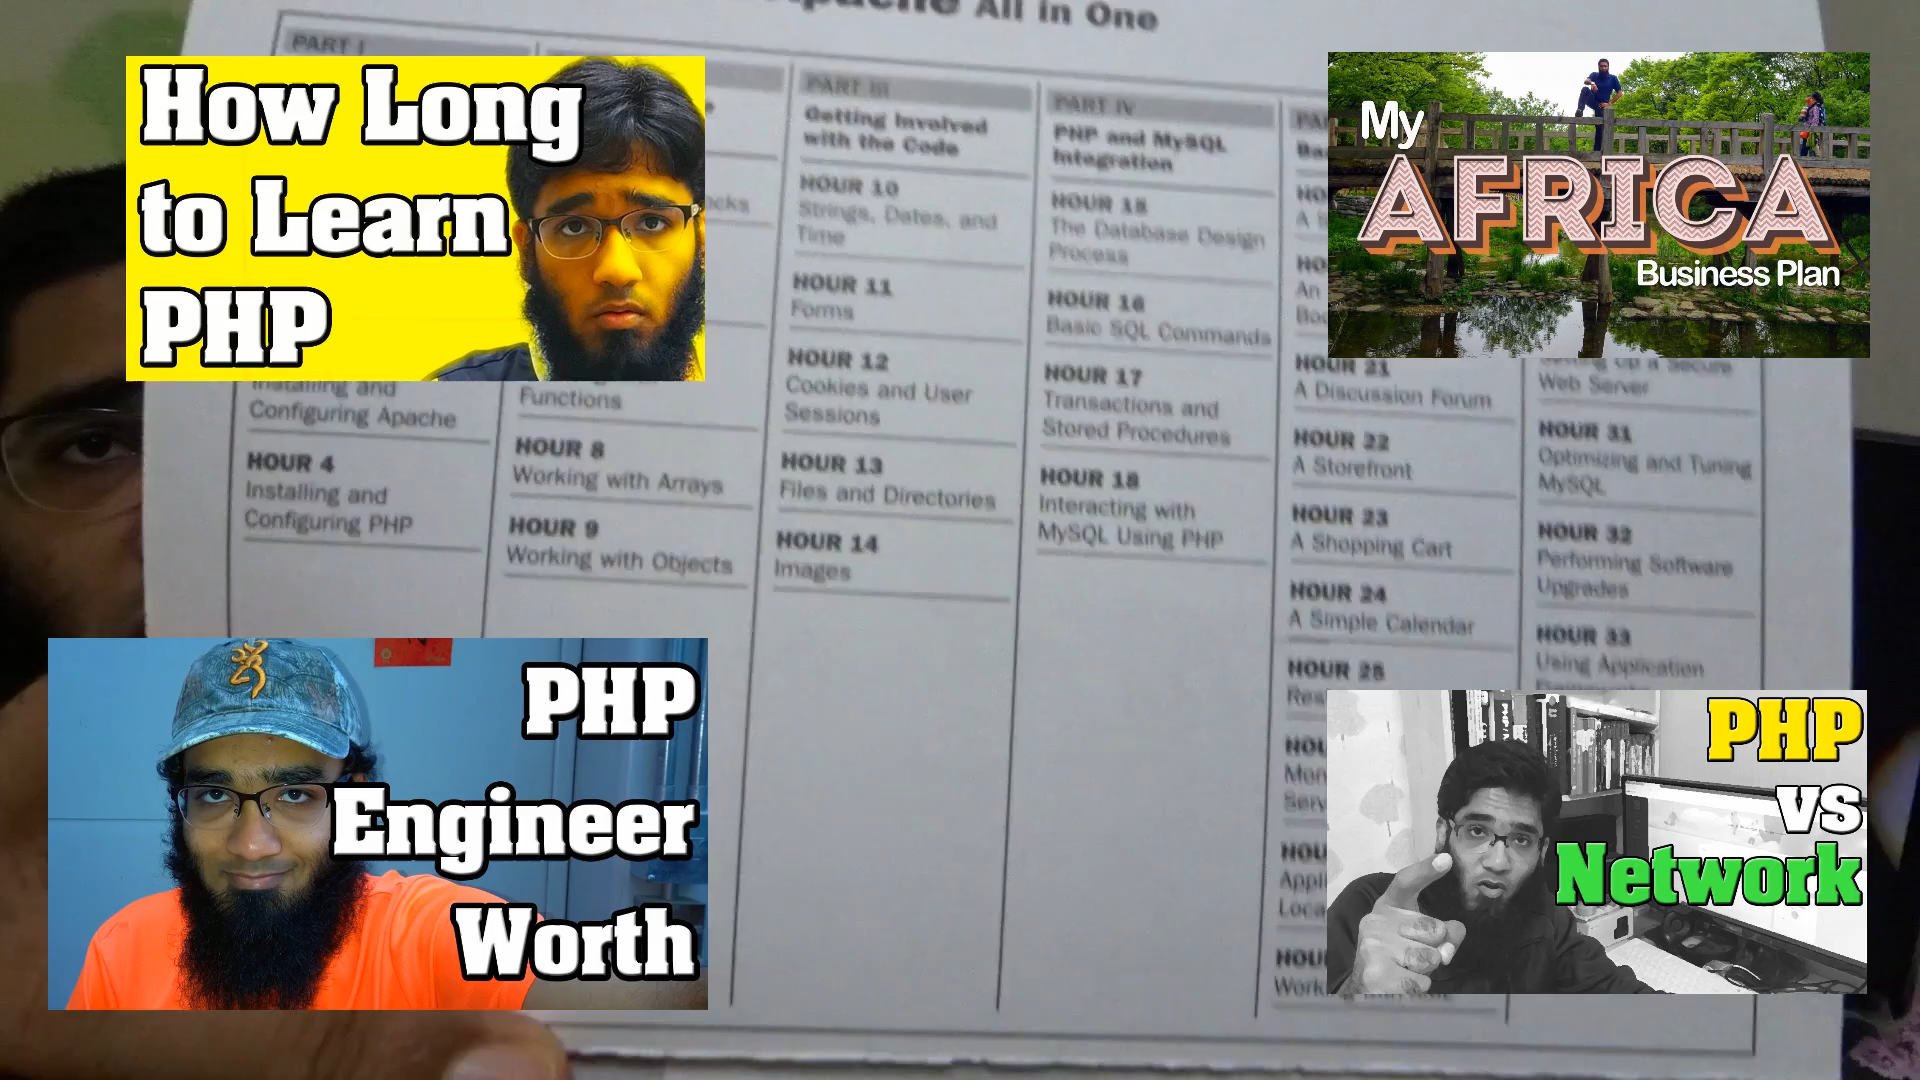 All in One
PART I
How Long
to Learn
PHP
Installing and
Configuring Apache
HOUR 4
Installing and
Configuring PHP
Functions
HOUR 8
Working with Arrays
HOUR 9
Working with Objects
PART III
Getting Involved
with the Code
HOUR 10
Strings, Dates, and
Time
HOUR 11
Forms
HOUR 12
Cookies and User
Sessions
HOUR 13
Files and Directories
HOUR 14
Images
PART IV
PHP and MySQL
Integration
HOUR 15
The Database Design
Process
HOUR 16
Basic SQL Commands
HOUR 17
Transactions and
Stored Procedures
HOUR 18
Interacting with
MySQL Using PHP
My
AFRICA
Business Plan
HOUR 21
A Discussion Forum
HOUR 22
A Storefront
HOUR 23
A Shopping Cart
HOUR 24
A Simple Calendar
HOUR 25
Web Server
HOUR 31
Optimizing and Tuning
MySQL
HOUR 32
Performing Software
Upgrades
HOUR 33
Using Application
PHP
Engineer
Worth
PHP
vs
Network